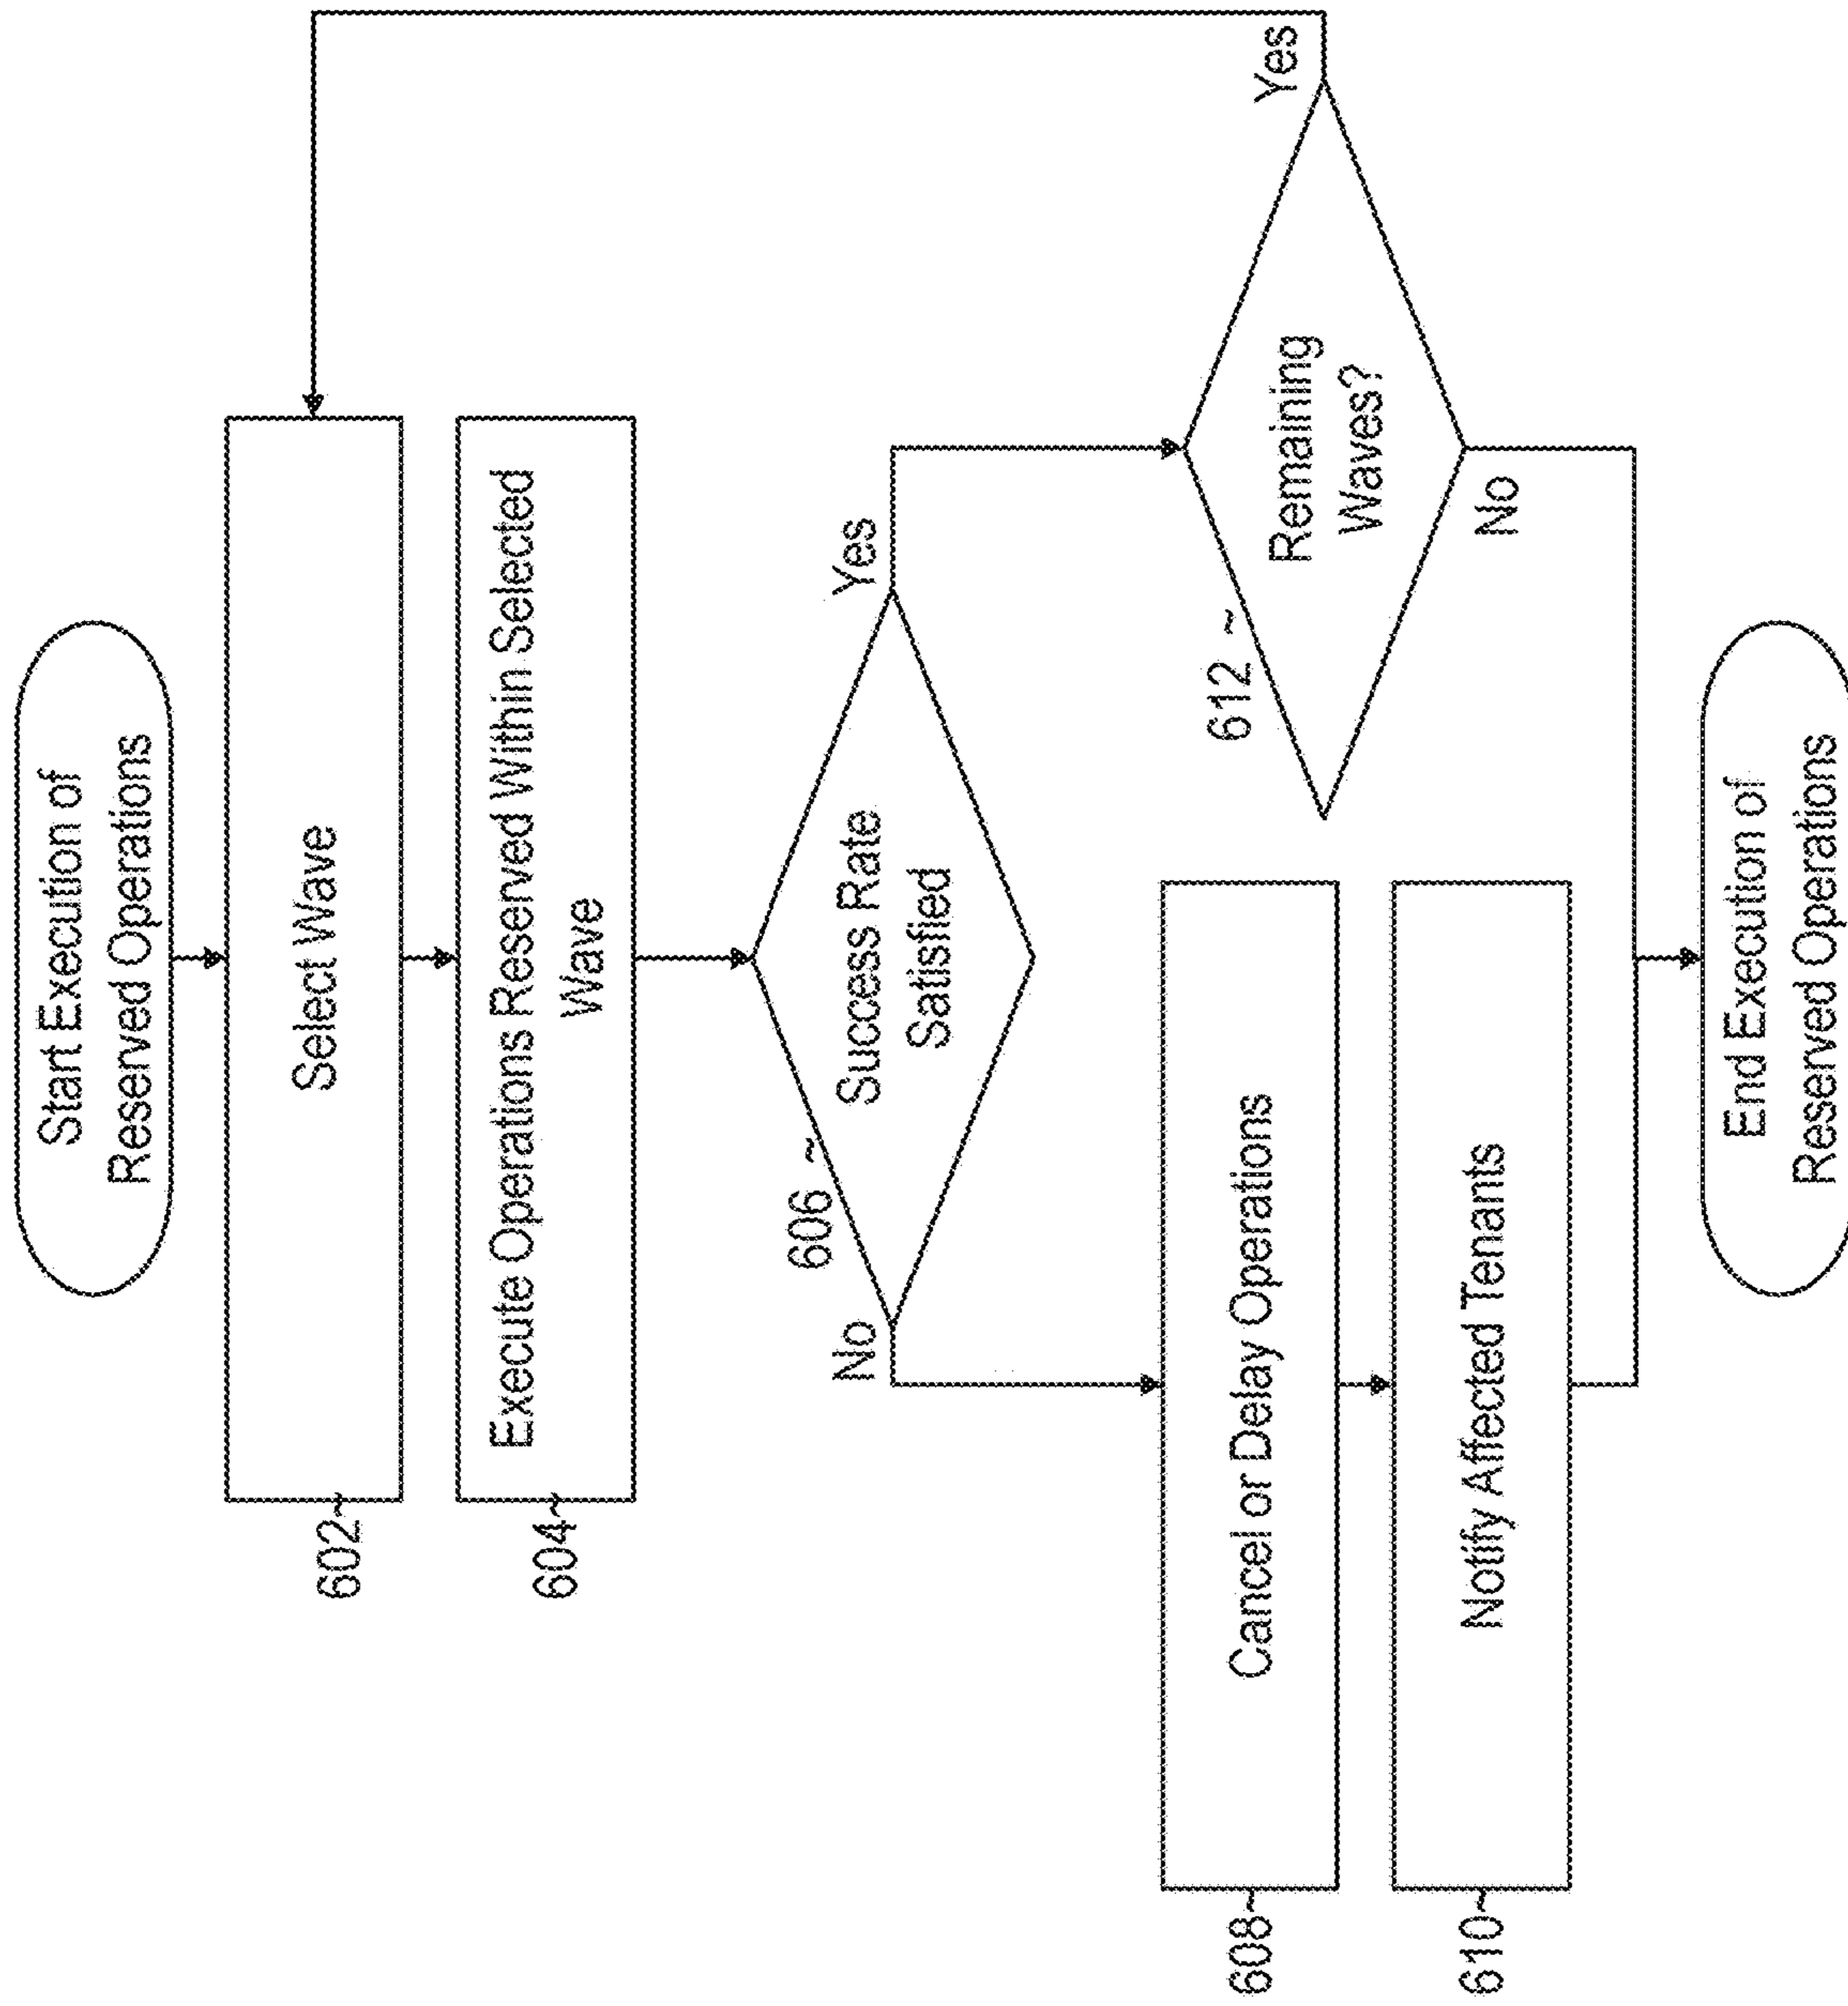 Start Execution of
Reserved Operations
602~
Select Wave
604~
Execute Operations Reserved Within Selected
Wave
606 ~
Success Rate
Satisfied
No
Yes
608~
Cancel or Delay Operations
610~
Notify Affected Tenants
612 ~
Remaining
Waves?
Yes
No
End Execution of
Reserved Operations